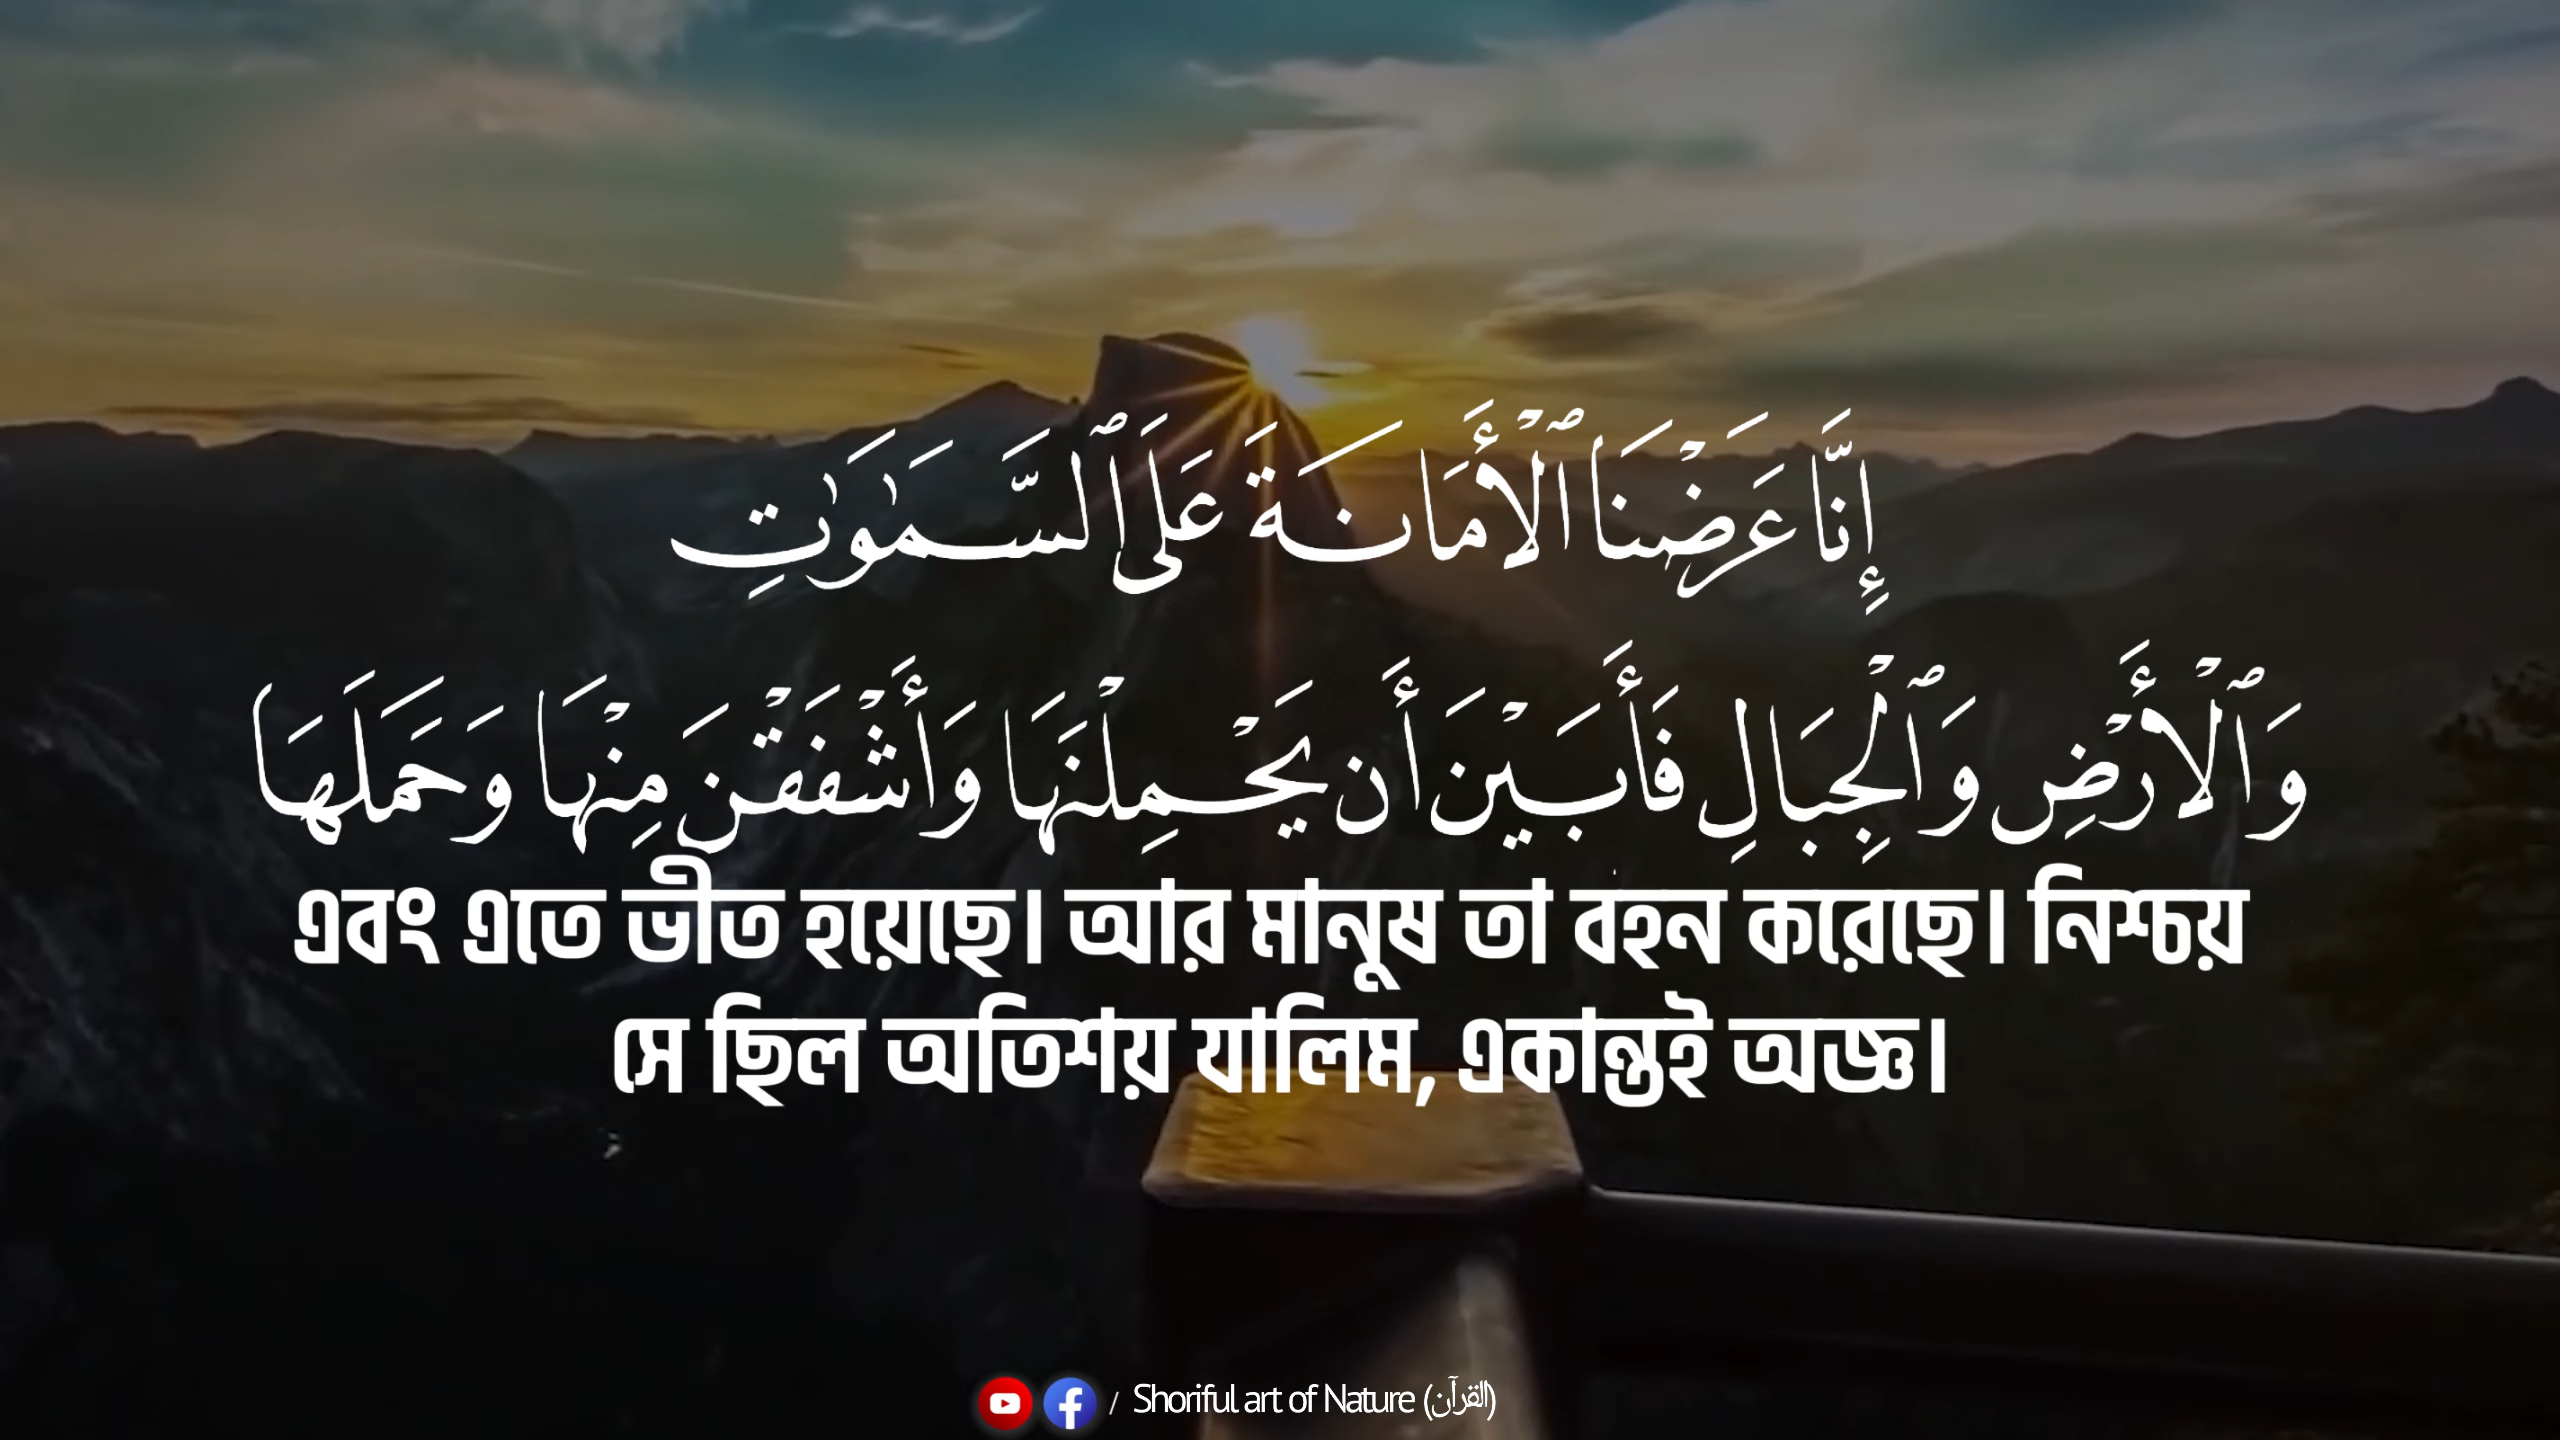 إِنَّا عَرَضْنَا ٱلْأَمَانَةَ عَلَى ٱلسَّمَـٰوَٰتِ
وَٱلْأَرْضِ وَٱلْجِبَالِ فَأَبَيْنَ أَن يَحْمِلْنَهَا وَأَشْفَقْنَ مِنْهَا وَحَمَلَهَا
এবং এতে ভীত হয়েছে। আর মানুষ তা বহন করেছে। নিশ্চয়
সে ছিল অতিশয় যালিম, একান্তই অজ্ঞ।
/ Shoriful art of Nature (القرآن)